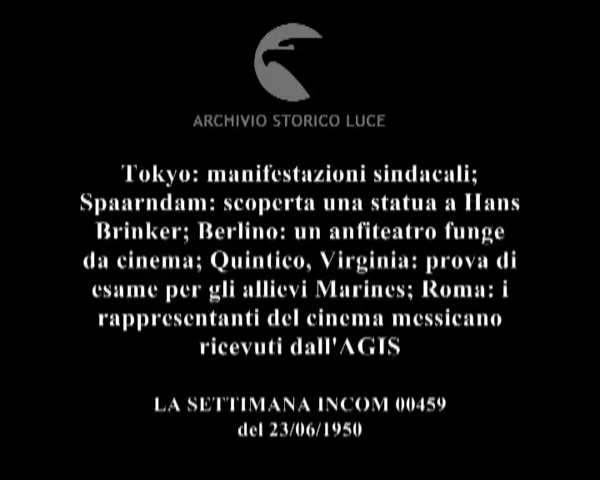 ARCHIVIO STORICO LUCE
Tokyo: manifestazioni sindacali;
Spaarndam: scoperta una statua a Hans
Brinker; Berlino: un anfiteatro funge
da cinema; Quintico, Virginia: prova di
esame per gli allievi Marines; Roma: i
rappresentanti del cinema messicano
ricevuti dall'AGIS
LA SETTIMANA INCOM 00459
del 23/06/1950